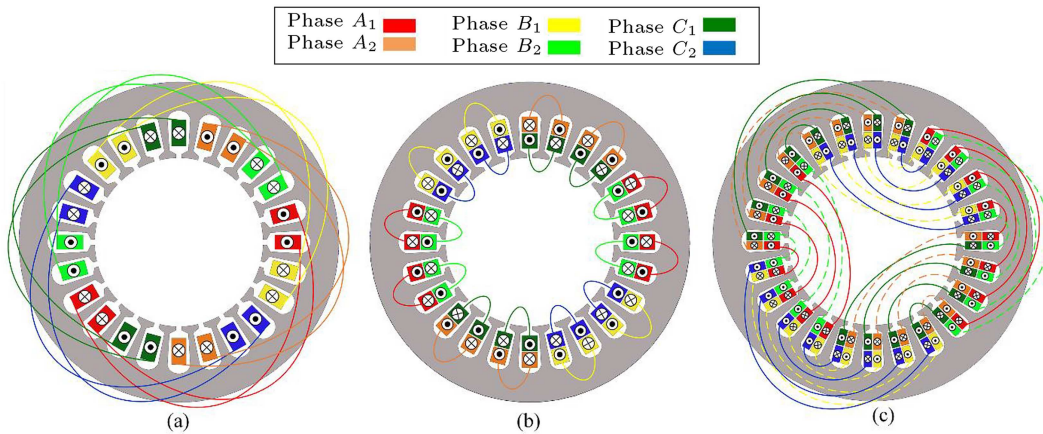 Phase A₁ Phase B₁ Phase C₁
Phase A₂ Phase B₂ Phase C₂
(a) (b) (c)